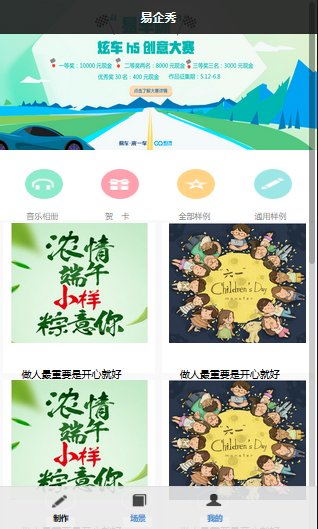 易企秀
炫车 h5 创意大赛
一等奖：10000 元现金 二等奖两名：8000 元现金 三等奖三名：3000 元现金
优秀奖 30 名：400 元现金 作品征集期：5.12-6.8
点击了解大赛详情
音乐相册 贺 卡 全部样例 通用样例
浓情
端午
小样
粽意你
六一
Children's Day
monster
做人最重要是开心就好 做人最重要是开心就好
浓情
端午
小样
粽意你
六一
Children's Day
monster
制作 场景 我的